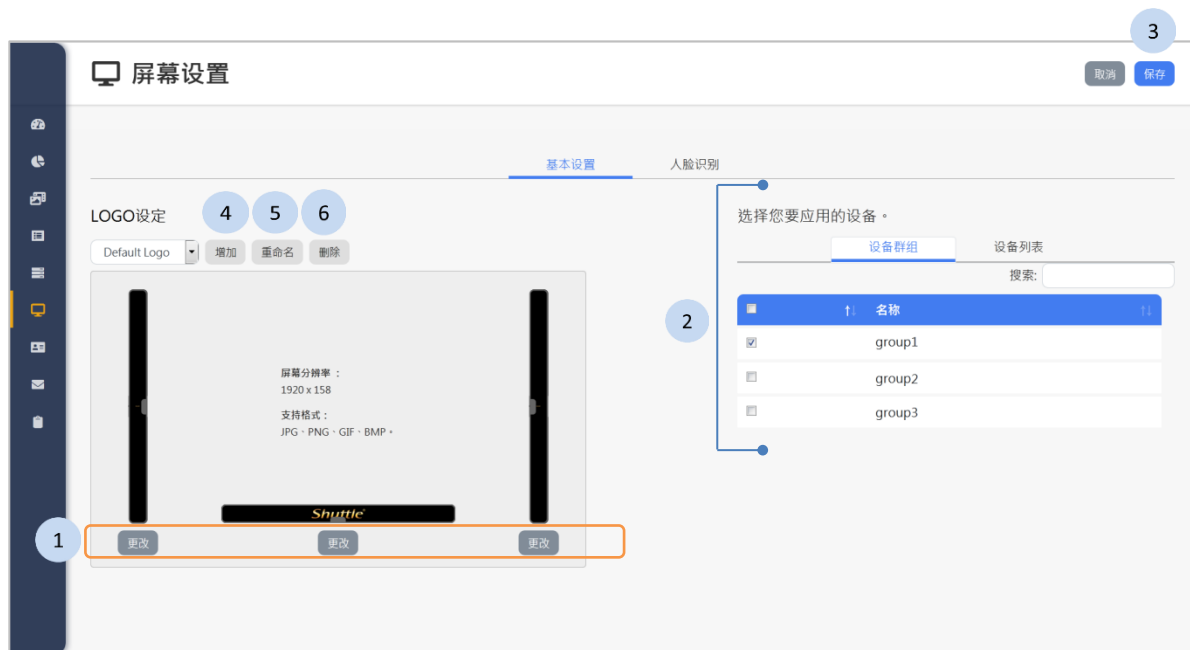 3
屏幕设置
取消 保存
基本设置 人脸识别
LOGO设定
4 5 6
Default Logo 增加 重命名 删除
屏幕分辨率 :
1920 x 158
支持格式 :
JPG、PNG、GIF、BMP。
Shuttle
1
更改 更改 更改
2
选择您要应用的设备。
设备群组 设备列表
搜索:
↑↓ 名称 ↑↓
group1
group2
group3